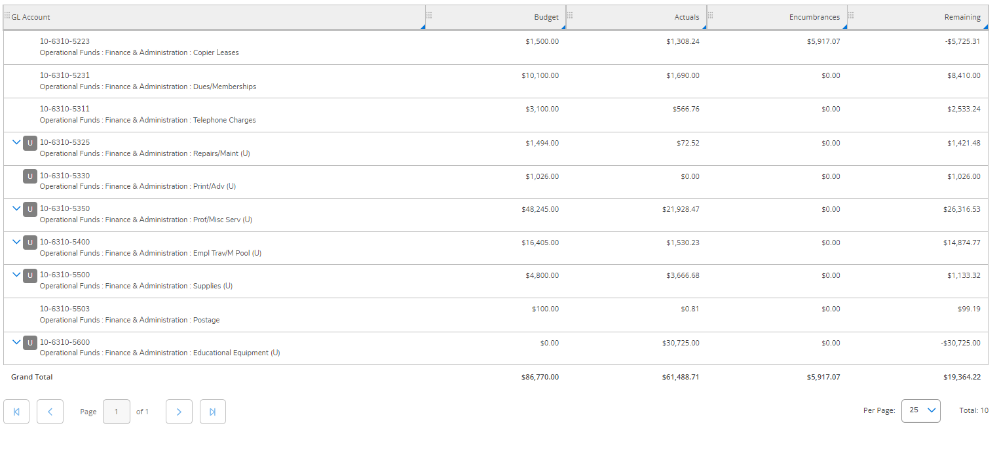 GL Account Budget Actuals Encumbrances Remaining
10-6310-5223 $1,500.00 $1,308.24 $5,917.07 -$5,725.31
Operational Funds : Finance & Administration : Copier Leases
10-6310-5231 $10,100.00 $1,690.00 $0.00 $8,410.00
Operational Funds : Finance & Administration : Dues/Memberships
10-6310-5311 $3,100.00 $566.76 $0.00 $2,533.24
Operational Funds : Finance & Administration : Telephone Charges
U 10-6310-5325 $1,494.00 $72.52 $0.00 $1,421.48
Operational Funds : Finance & Administration : Repairs/Maint (U)
U 10-6310-5330 $1,026.00 $0.00 $0.00 $1,026.00
Operational Funds : Finance & Administration : Print/Adv (U)
U 10-6310-5350 $48,245.00 $21,928.47 $0.00 $26,316.53
Operational Funds : Finance & Administration : Prof/Misc Serv (U)
U 10-6310-5400 $16,405.00 $1,530.23 $0.00 $14,874.77
Operational Funds : Finance & Administration : Empl Trav/M Pool (U)
U 10-6310-5500 $4,800.00 $3,666.68 $0.00 $1,133.32
Operational Funds : Finance & Administration : Supplies (U)
10-6310-5503 $100.00 $0.81 $0.00 $99.19
Operational Funds : Finance & Administration : Postage
U 10-6310-5600 $0.00 $30,725.00 $0.00 -$30,725.00
Operational Funds : Finance & Administration : Educational Equipment (U)
Grand Total $86,770.00 $61,488.71 $5,917.07 $19,364.22
Page 1 of 1 Per Page: 25 Total: 10